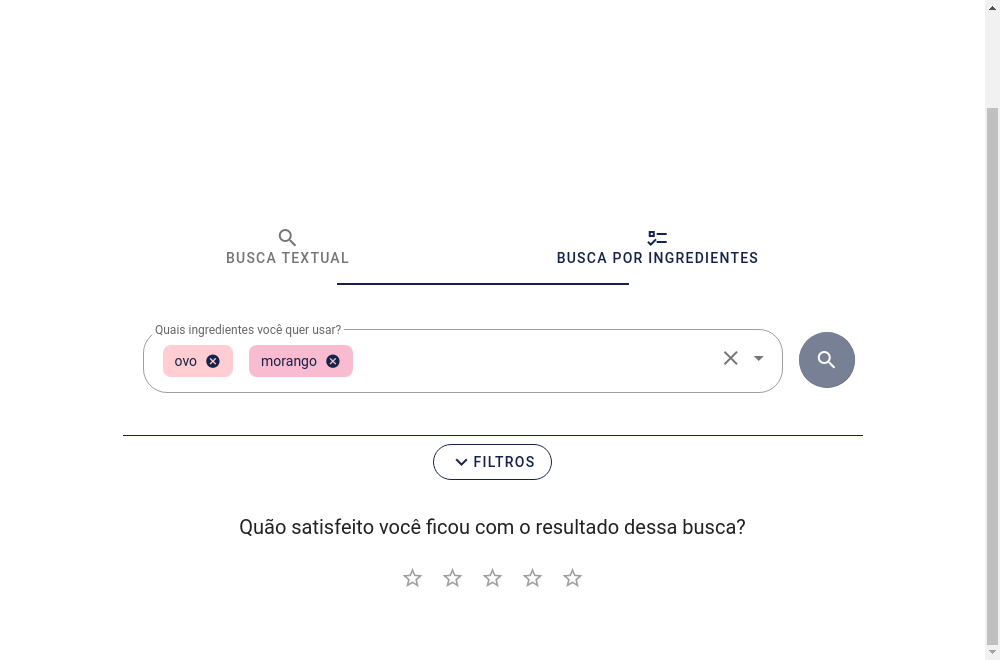 BUSCA TEXTUAL
BUSCA POR INGREDIENTES
Quais ingredientes você quer usar?
ovo
morango
FILTROS
Quão satisfeito você ficou com o resultado dessa busca?